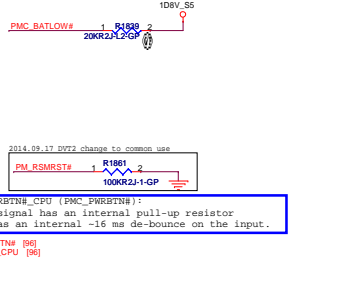 1D8V_S5
PMC_BATLOW# 1 R1839 2
20KR2J-L2-GP
2014.09.17 DVT2 change to common use
PM_RSMRST# 1 R1861 2
100KR2J-1-GP
RBTN#_CPU (PMC_PWRBTN#):
signal has an internal pull-up resistor
as an internal ~16 ms de-bounce on the input.
TN# [96]
CPU [96]